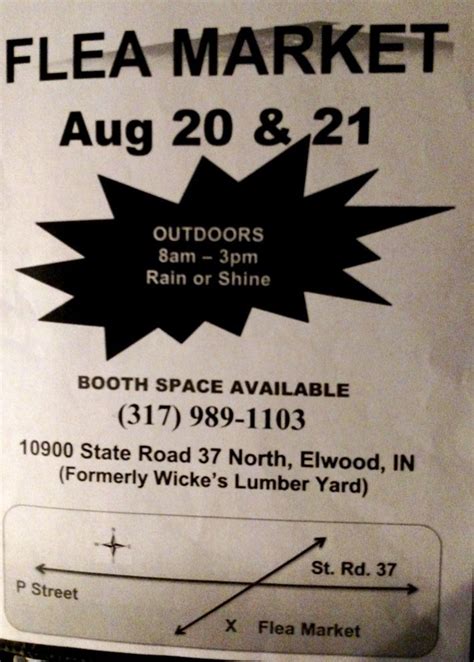 FLEA MARKET
Aug 20 & 21
OUTDOORS
8am – 3pm
Rain or Shine
BOOTH SPACE AVAILABLE
(317) 989-1103
10900 State Road 37 North, Elwood, IN
(Formerly Wicke's Lumber Yard)
St. Rd. 37
P Street
X Flea Market